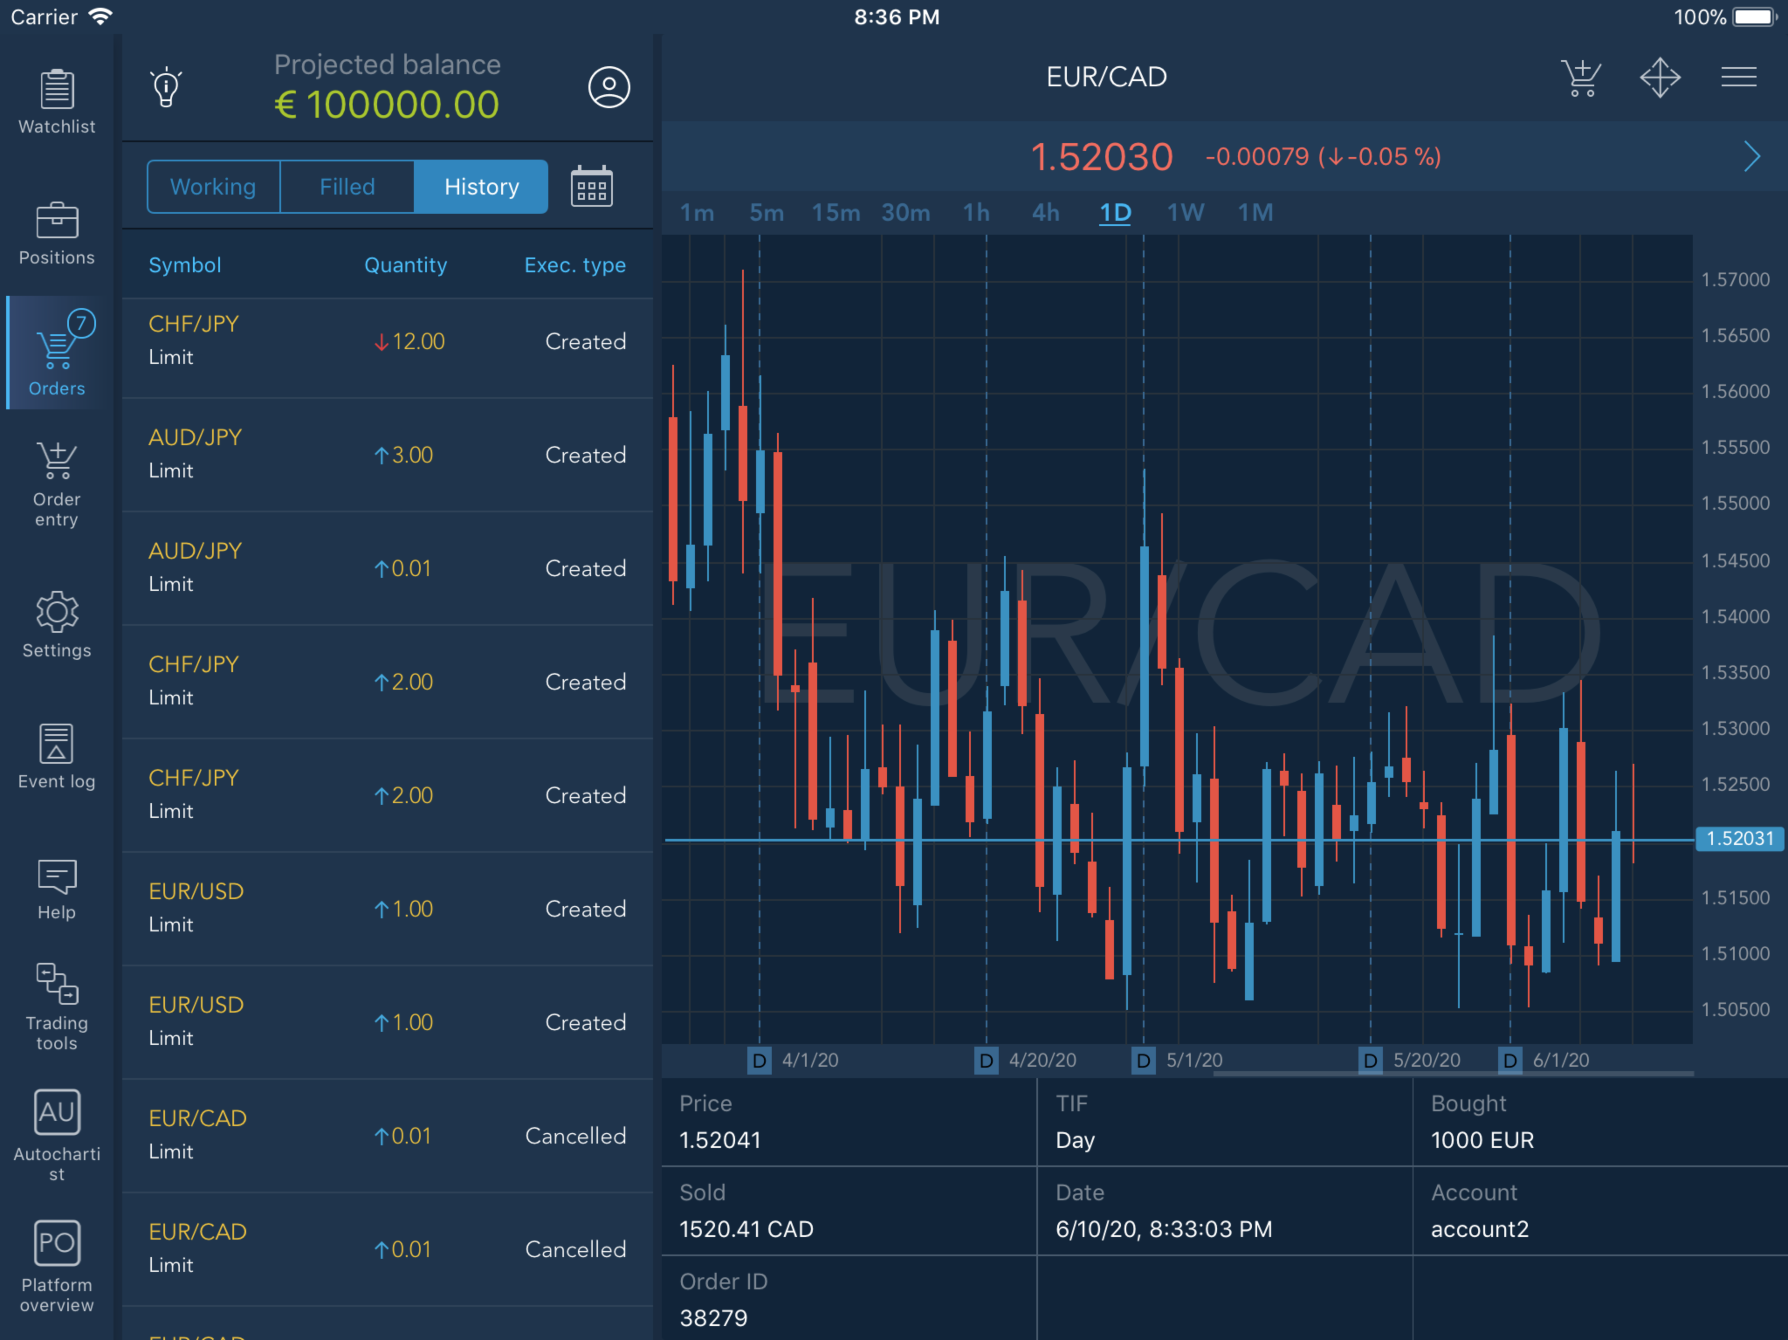 Carrier
8:36 PM
100%
Watchlist
Positions
7
Orders
Order
entry
Settings
Event log
Help
Trading
tools
AU
Autocharti
st
PO
Platform
overview
Projected balance
€ 100000.00
Working
Filled
History
Symbol
Quantity
Exec. type
CHF/JPY
Limit
↓12.00
Created
AUD/JPY
Limit
↑3.00
Created
AUD/JPY
Limit
↑0.01
Created
CHF/JPY
Limit
↑2.00
Created
CHF/JPY
Limit
↑2.00
Created
EUR/USD
Limit
↑1.00
Created
EUR/USD
Limit
↑1.00
Created
EUR/CAD
Limit
↑0.01
Cancelled
EUR/CAD
Limit
↑0.01
Cancelled
EUR/CAD
EUR/CAD
1.52030 -0.00079 (↓-0.05 %)
1m 5m 15m 30m 1h 4h 1D 1W 1M
EUR/CAD
1.57000
1.56500
1.56000
1.55500
1.55000
1.54500
1.54000
1.53500
1.53000
1.52500
1.52031
1.51500
1.51000
1.50500
D 4/1/20 D 4/20/20 D 5/1/20 D 5/20/20 D 6/1/20
Price
1.52041
TIF
Day
Bought
1000 EUR
Sold
1520.41 CAD
Date
6/10/20, 8:33:03 PM
Account
account2
Order ID
38279